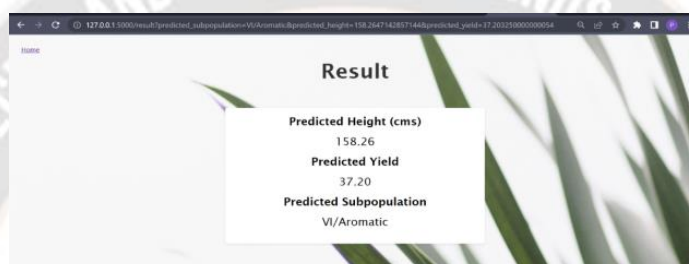 127.0.0.1:5000/result?predicted_subpopulation=VI/Aromatic&predicted_height=158.2647142857144&predicted_yield=37.203250000000054
Home
Result
Predicted Height (cms)
158.26
Predicted Yield
37.20
Predicted Subpopulation
VI/Aromatic